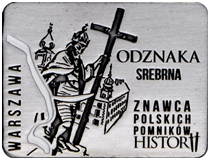 WARSZAWA
ODZNAKA
SREBRNA
ZNAWCA
POLSKICH
POMNIKÓW
HISTORII